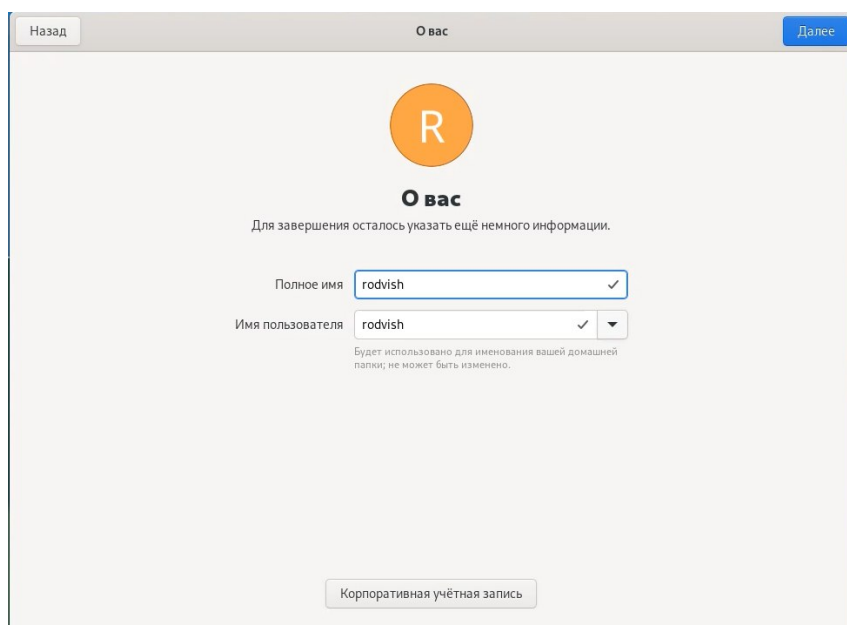 Назад
О вас
Далее
R
О вас
Для завершения осталось указать ещё немного информации.
Полное имя
rodvish
Имя пользователя
rodvish
Будет использовано для именования вашей домашней
папки; не может быть изменено.
Корпоративная учётная запись